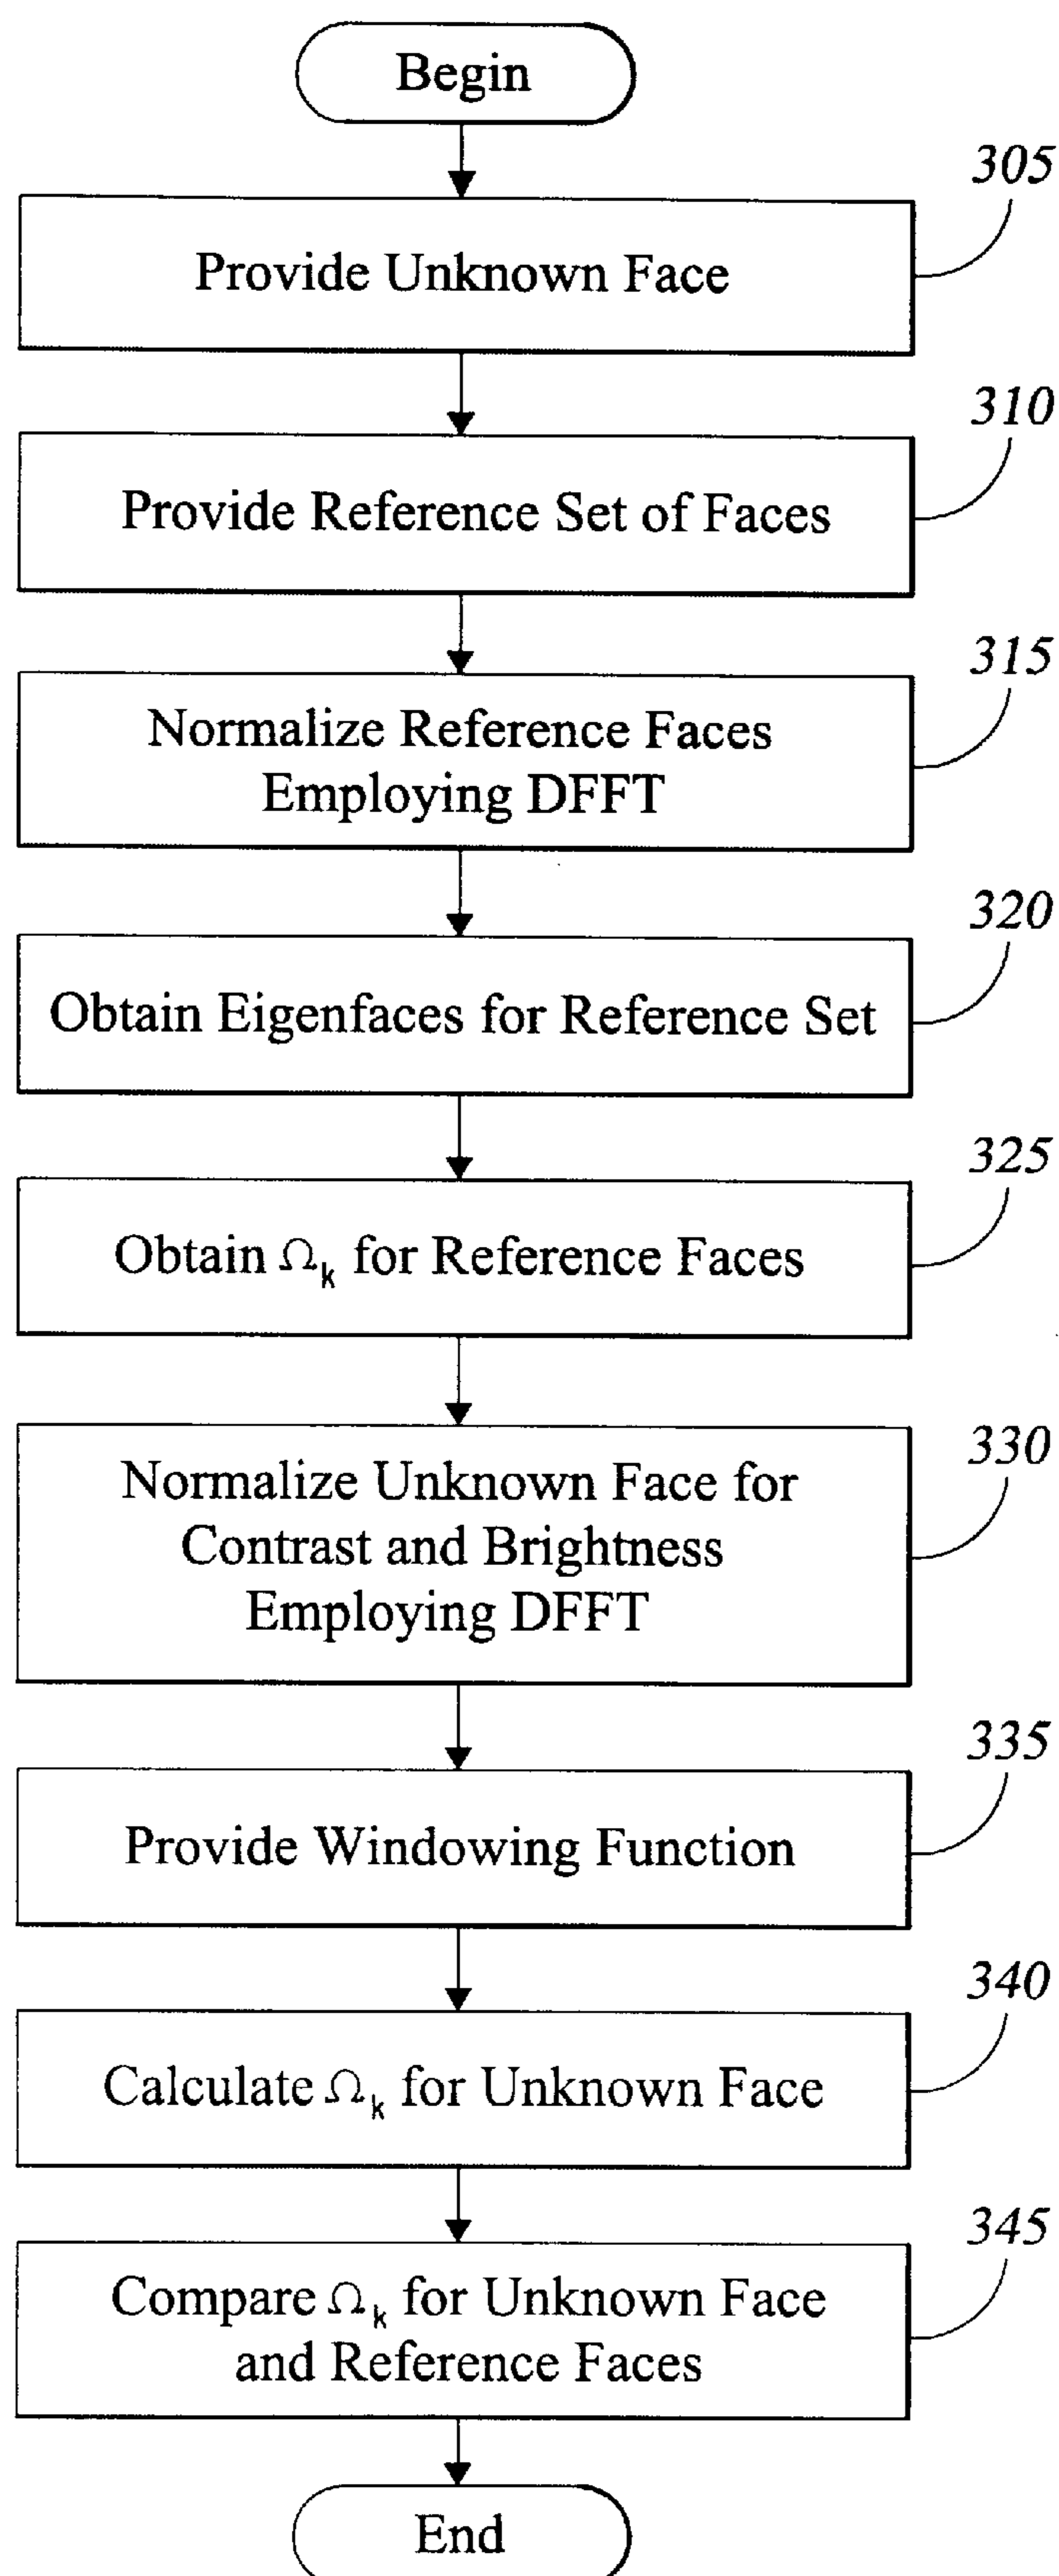 Begin
305
Provide Unknown Face
310
Provide Reference Set of Faces
315
Normalize Reference Faces
Employing DFFT
320
Obtain Eigenfaces for Reference Set
325
Obtain Ωk for Reference Faces
330
Normalize Unknown Face for
Contrast and Brightness
Employing DFFT
335
Provide Windowing Function
340
Calculate Ωk for Unknown Face
345
Compare Ωk for Unknown Face
and Reference Faces
End